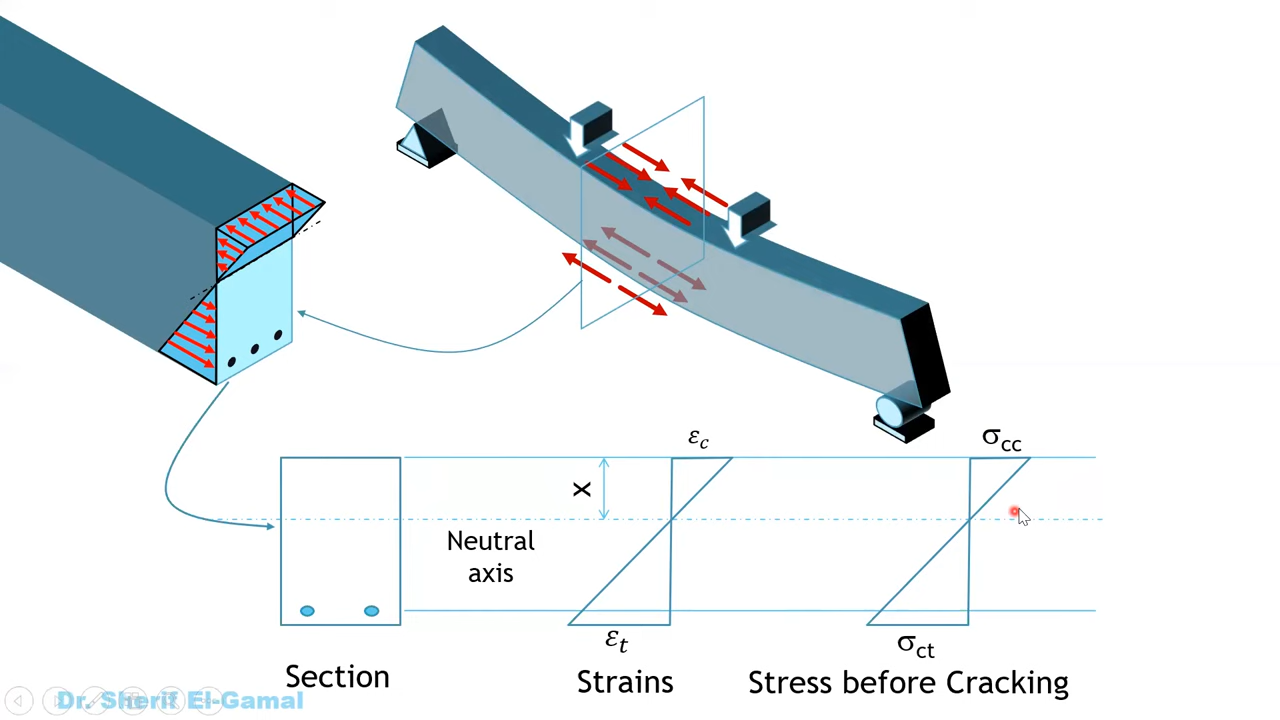 εc
σcc
x
Neutral
axis
εt
σct
Section
Strains
Stress before Cracking
Dr. Sherif El-Gamal